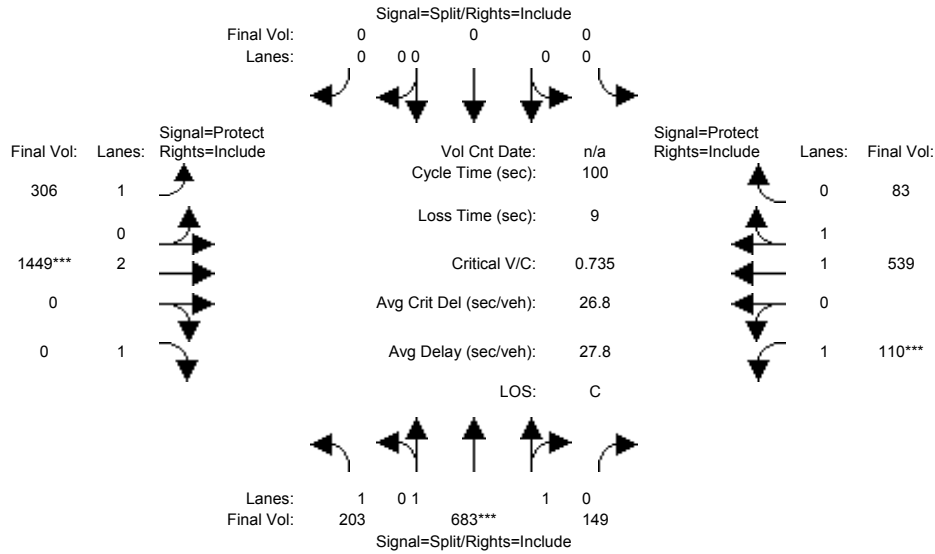 Signal=Split/Rights=Include
Final Vol: 0 0 0
Lanes: 0 0 0 0 0
Signal=Protect Signal=Protect
Final Vol: Lanes: Rights=Include Vol Cnt Date: n/a Rights=Include Lanes: Final Vol:
Cycle Time (sec): 100
306 1 0 83
Loss Time (sec): 9
0 1
1449*** 2 Critical V/C: 0.735 1 539
0 Avg Crit Del (sec/veh): 26.8 0
0 1 Avg Delay (sec/veh): 27.8 1 110***
LOS: C
Lanes: 1 0 1 1 0
Final Vol: 203 683*** 149
Signal=Split/Rights=Include